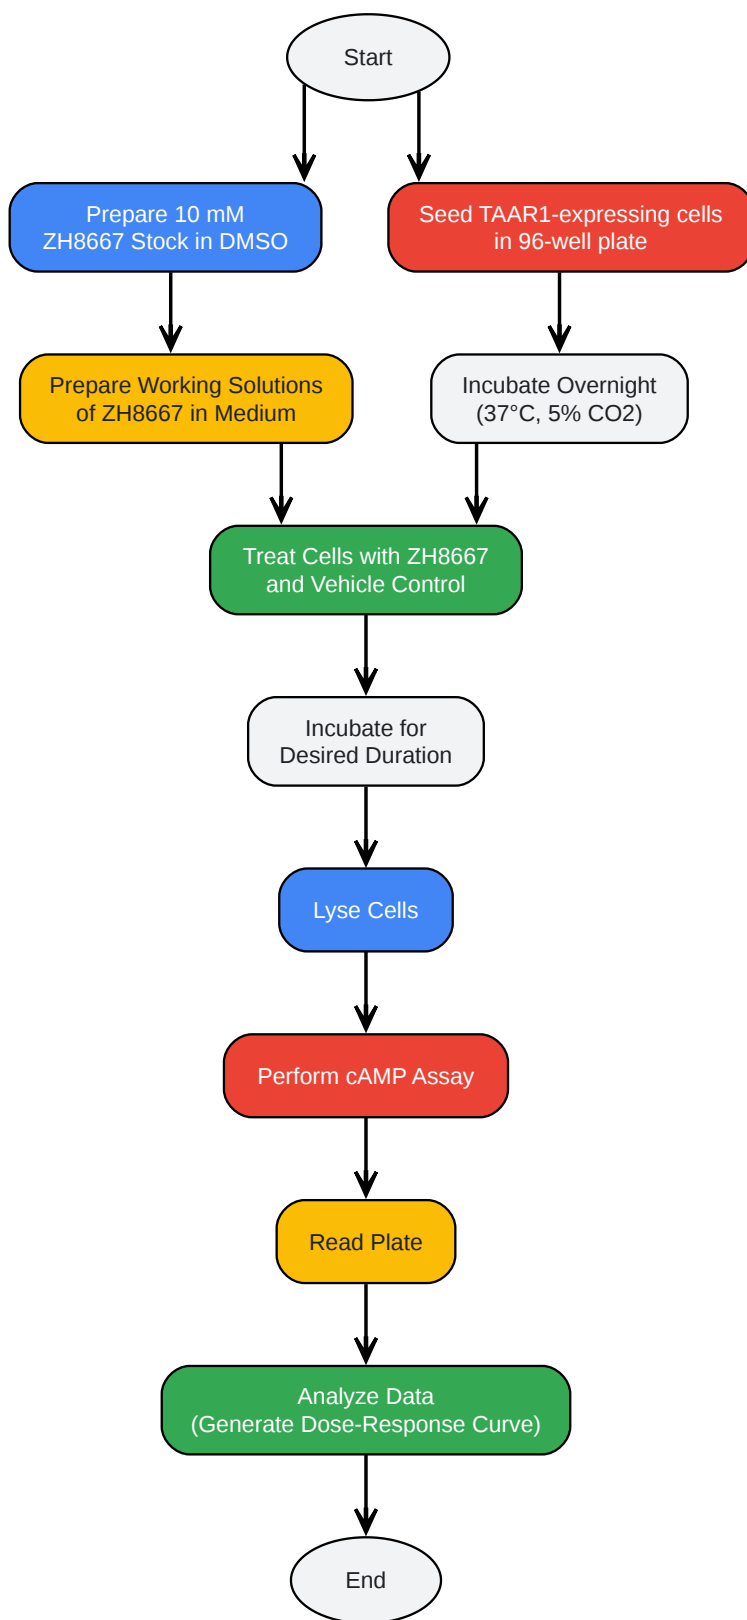 Start
Prepare 10 mM
ZH8667 Stock in DMSO
Seed TAAR1-expressing cells
in 96-well plate
Prepare Working Solutions
of ZH8667 in Medium
Incubate Overnight
(37°C, 5% CO2)
Treat Cells with ZH8667
and Vehicle Control
Incubate for
Desired Duration
Lyse Cells
Perform cAMP Assay
Read Plate
Analyze Data
(Generate Dose-Response Curve)
End